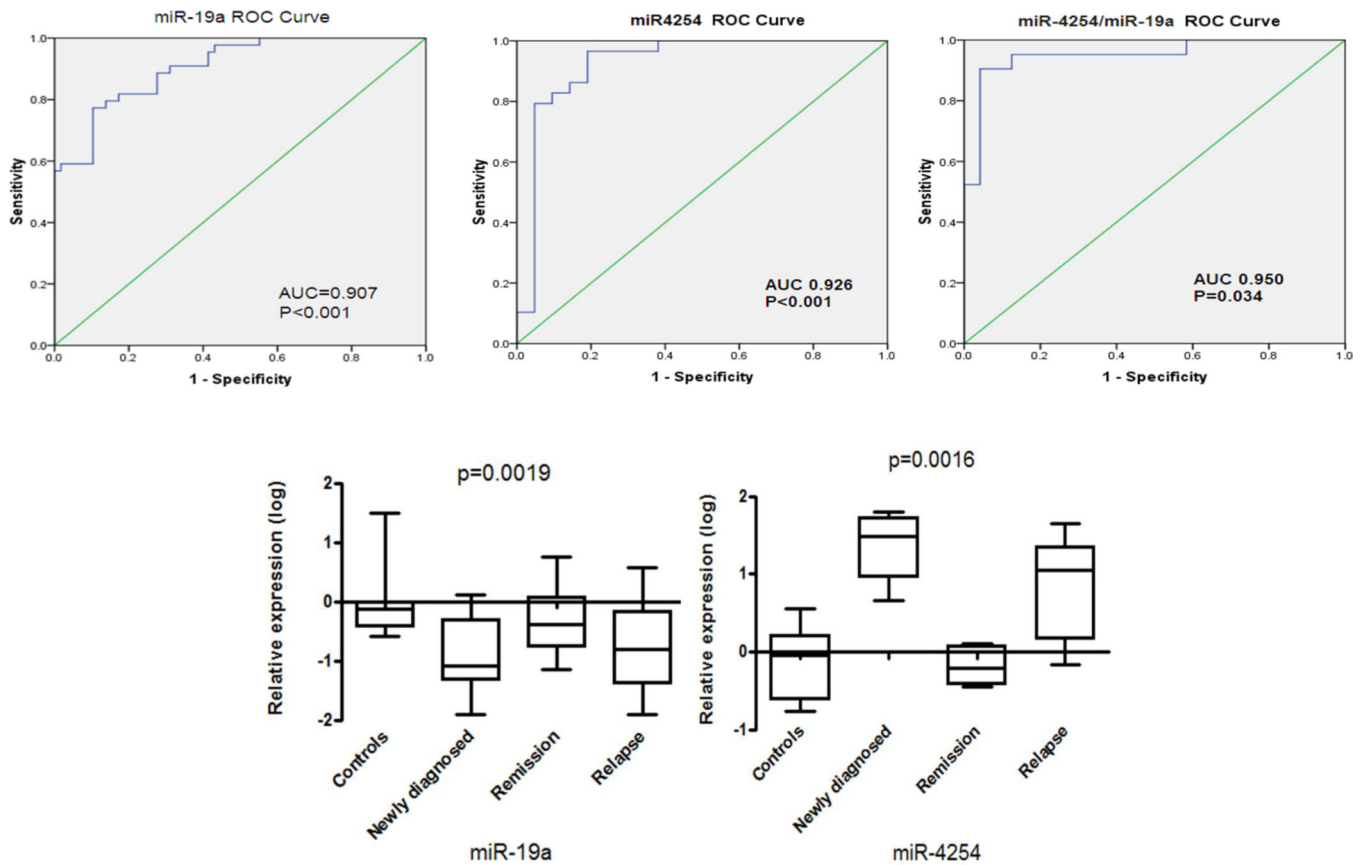 miR-19a ROC Curve
1.0
0.8
0.6
0.4
0.2
0.0
Sensitivity
AUC=0.907
P<0.001
0.0 0.2 0.4 0.6 0.8 1.0
1 - Specificity
miR4254 ROC Curve
1.0
0.8
0.6
0.4
0.2
0.0
Sensitivity
AUC 0.926
P<0.001
0.0 0.2 0.4 0.6 0.8 1.0
1 - Specificity
miR-4254/miR-19a ROC Curve
1.0
0.8
0.6
0.4
0.2
0.0
Sensitivity
AUC 0.950
P=0.034
0.0 0.2 0.4 0.6 0.8 1.0
1 - Specificity
p=0.0019
Relative expression (log)
2
1
0
-1
-2
Controls
Newly diagnosed
Remission
Relapse
miR-19a
p=0.0016
Relative expression (log)
2
1
0
-1
Controls
Newly diagnosed
Remission
Relapse
miR-4254